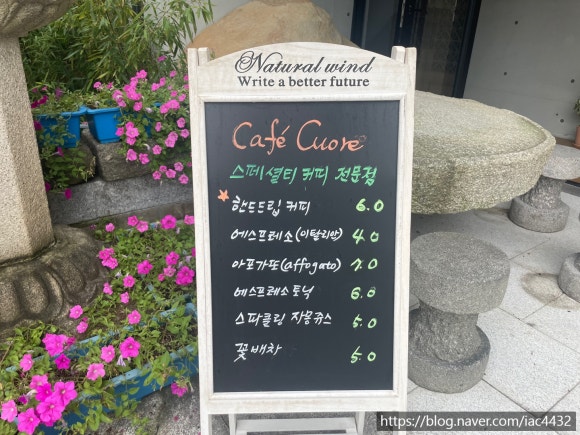 Natural wind
Write a better future
Café Cuore
스페셜티 커피 전문점
핸드드립 커피 6.0
에스프레소(이탈리안) 4.0
아포가또(affogato) 7.0
에스프레소 토닉 6.0
스파클링 자몽쥬스 5.0
꽃배차 5.0
https://blog.naver.com/iac4432